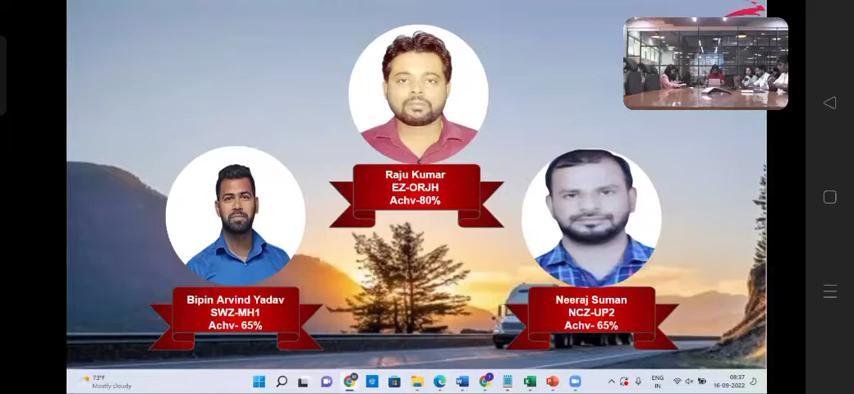 Raju Kumar
EZ-ORJH
Achv-80%
Bipin Arvind Yadav
SWZ-MH1
Achv- 65%
Neeraj Suman
NCZ-UP2
Achv- 65%
73°F
Mostly cloudy
ENG
IN
08:37
16-09-2022